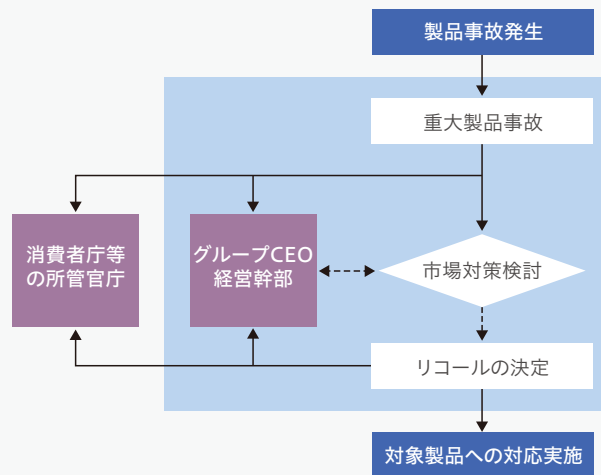 製品事故発生
重大製品事故
消費者庁等
の所管官庁
グループCEO
経営幹部
市場対策検討
リコールの決定
対象製品への対応実施